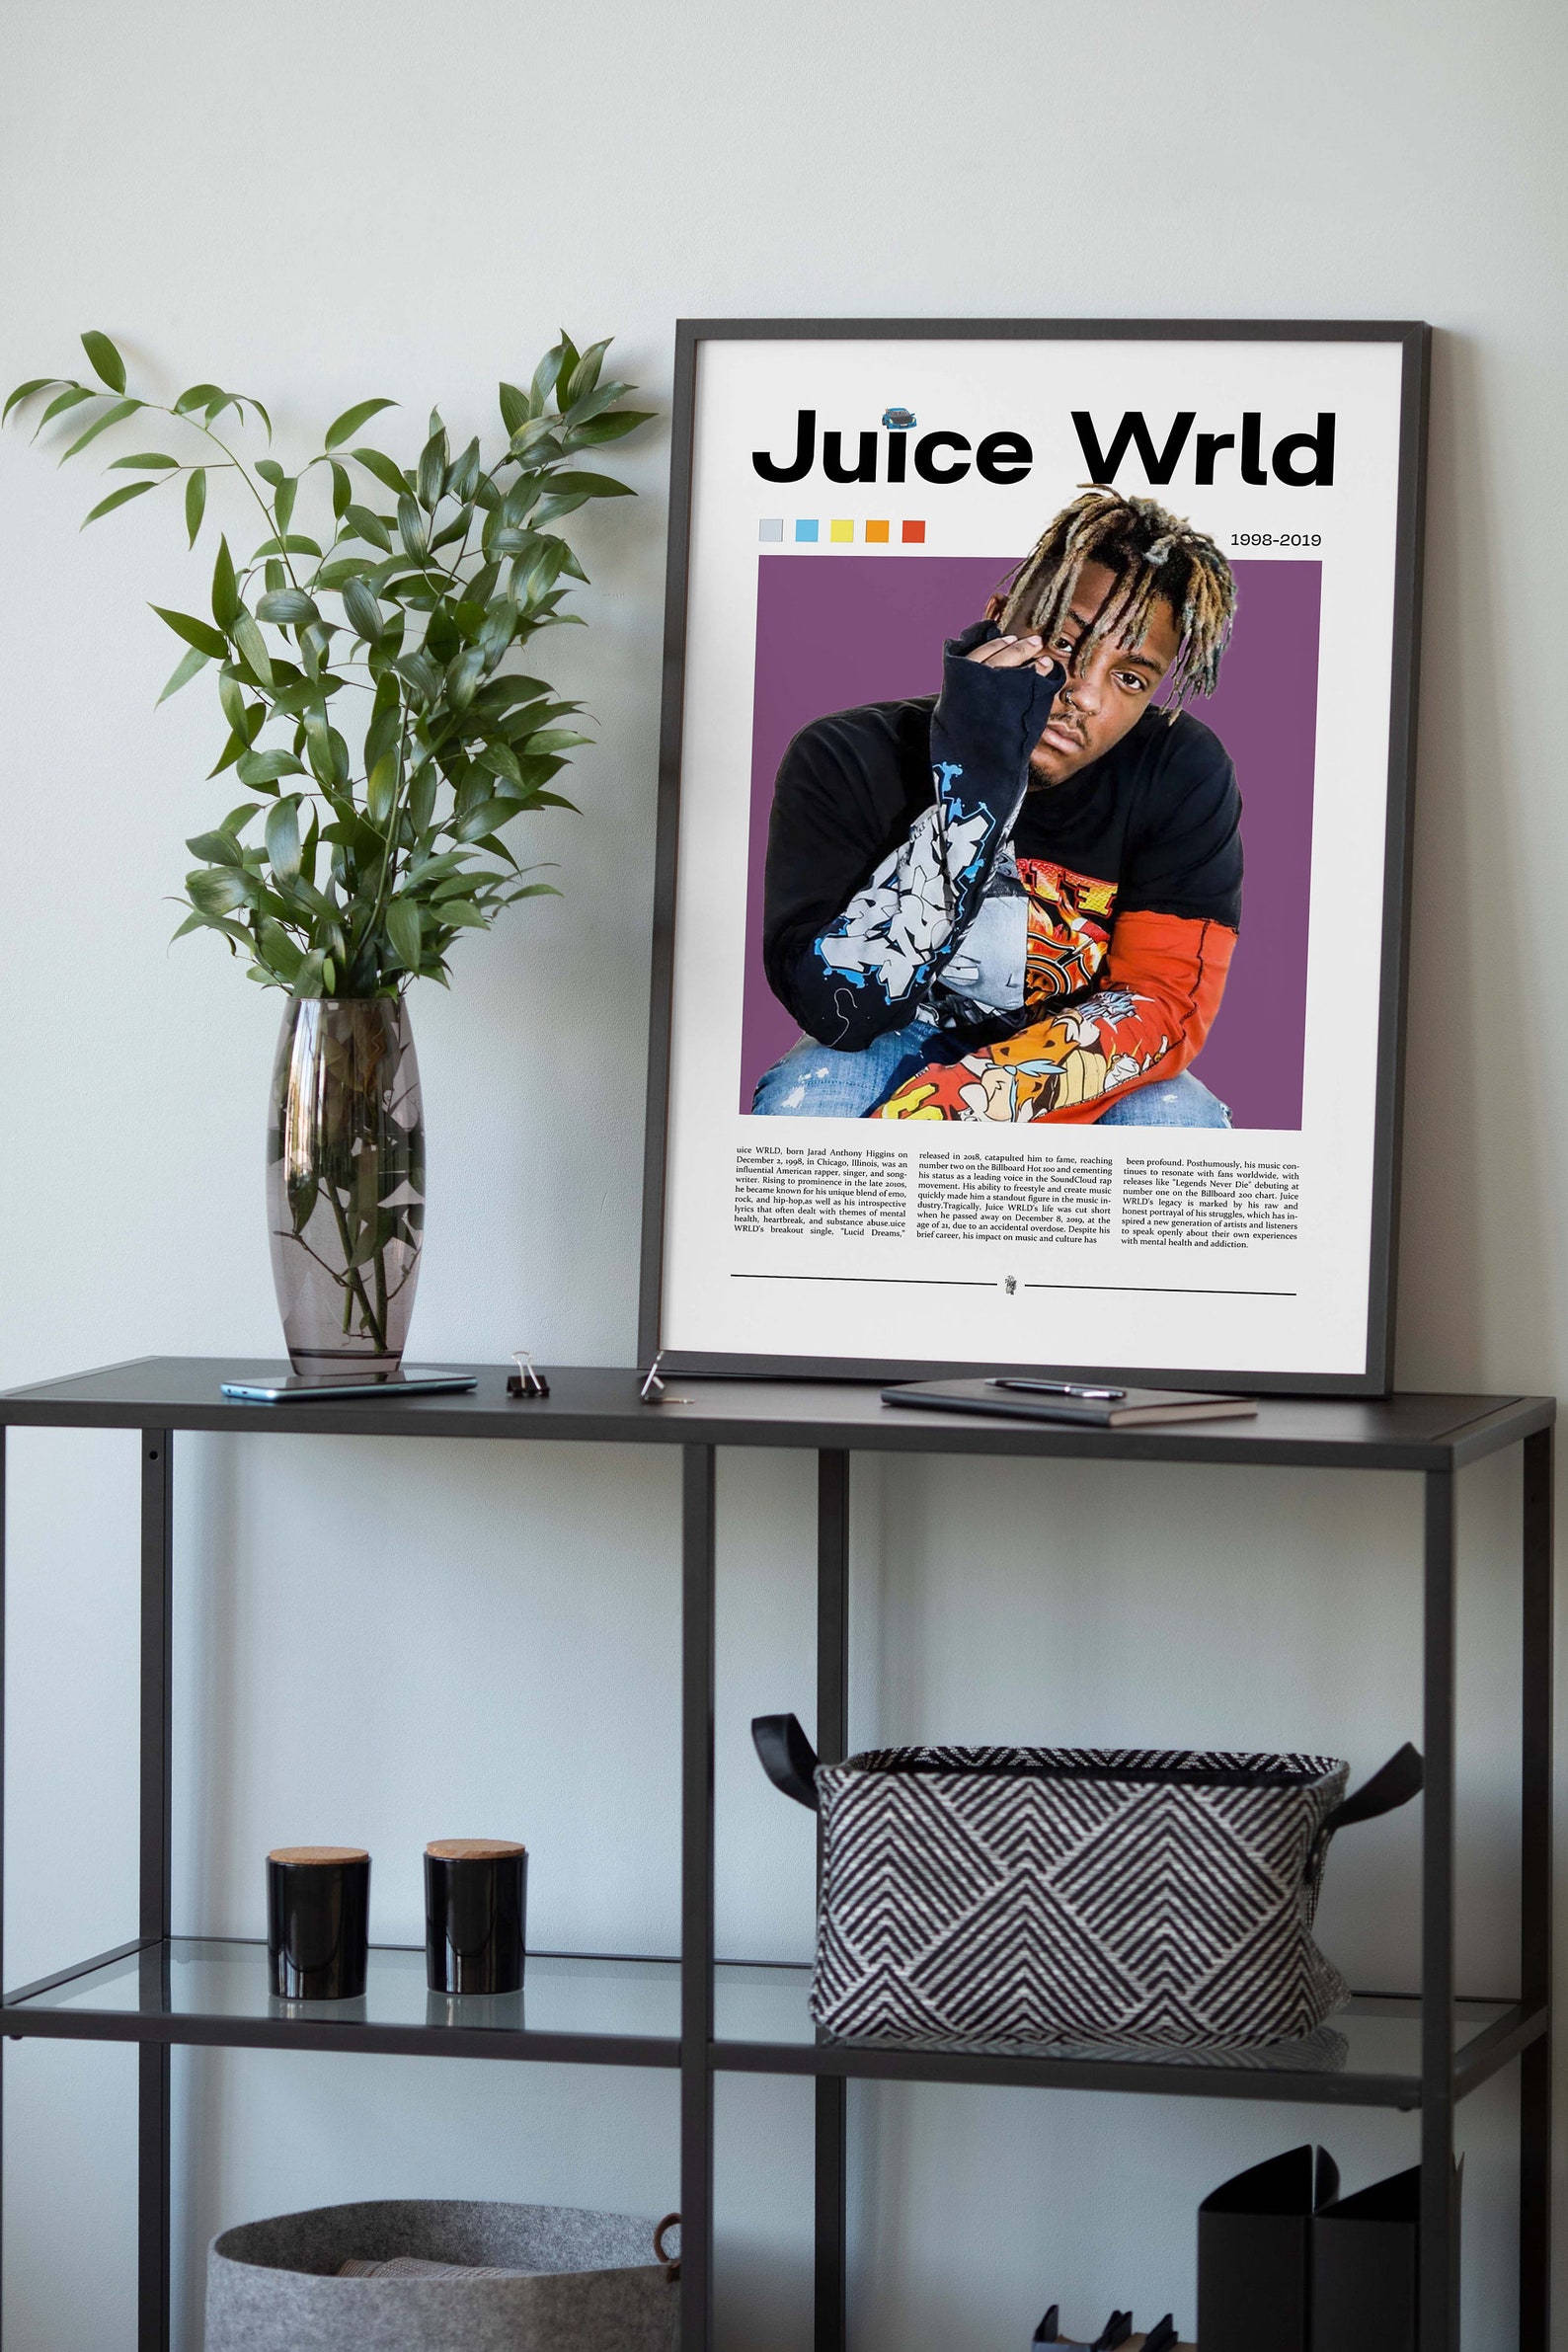 Juice Wrld
1998-2019
uice WRLD, born Jarad Anthony Higgins on
December 2, 1998, in Chicago, Illinois, was an
influential American rapper, singer, and song-
writer. Rising to prominence in the late 2010s,
he became known for his unique blend of emo,
rock, and hip-hop,as well as his introspective
lyrics that often dealt with themes of mental
health, heartbreak, and substance abuse.uice
WRLD's breakout single, "Lucid Dreams,"
released in 2018, catapulted him to fame, reaching
number two on the Billboard Hot 100 and cementing
his status as a leading voice in the SoundCloud rap
movement. His ability to freestyle and create music
quickly made him a standout figure in the music in-
dustry.Tragically, Juice WRLD's life was cut short
when he passed away on December 8, 2019, at the
age of 21, due to an accidental overdose. Despite his
brief career, his impact on music and culture has
been profound. Posthumously, his music con-
tinues to resonate with fans worldwide, with
releases like "Legends Never Die" debuting at
number one on the Billboard 200 chart. Juice
WRLD's legacy is marked by his raw and
honest portrayal of his struggles, which has in-
spired a new generation of artists and listeners
to speak openly about their own experiences
with mental health and addiction.